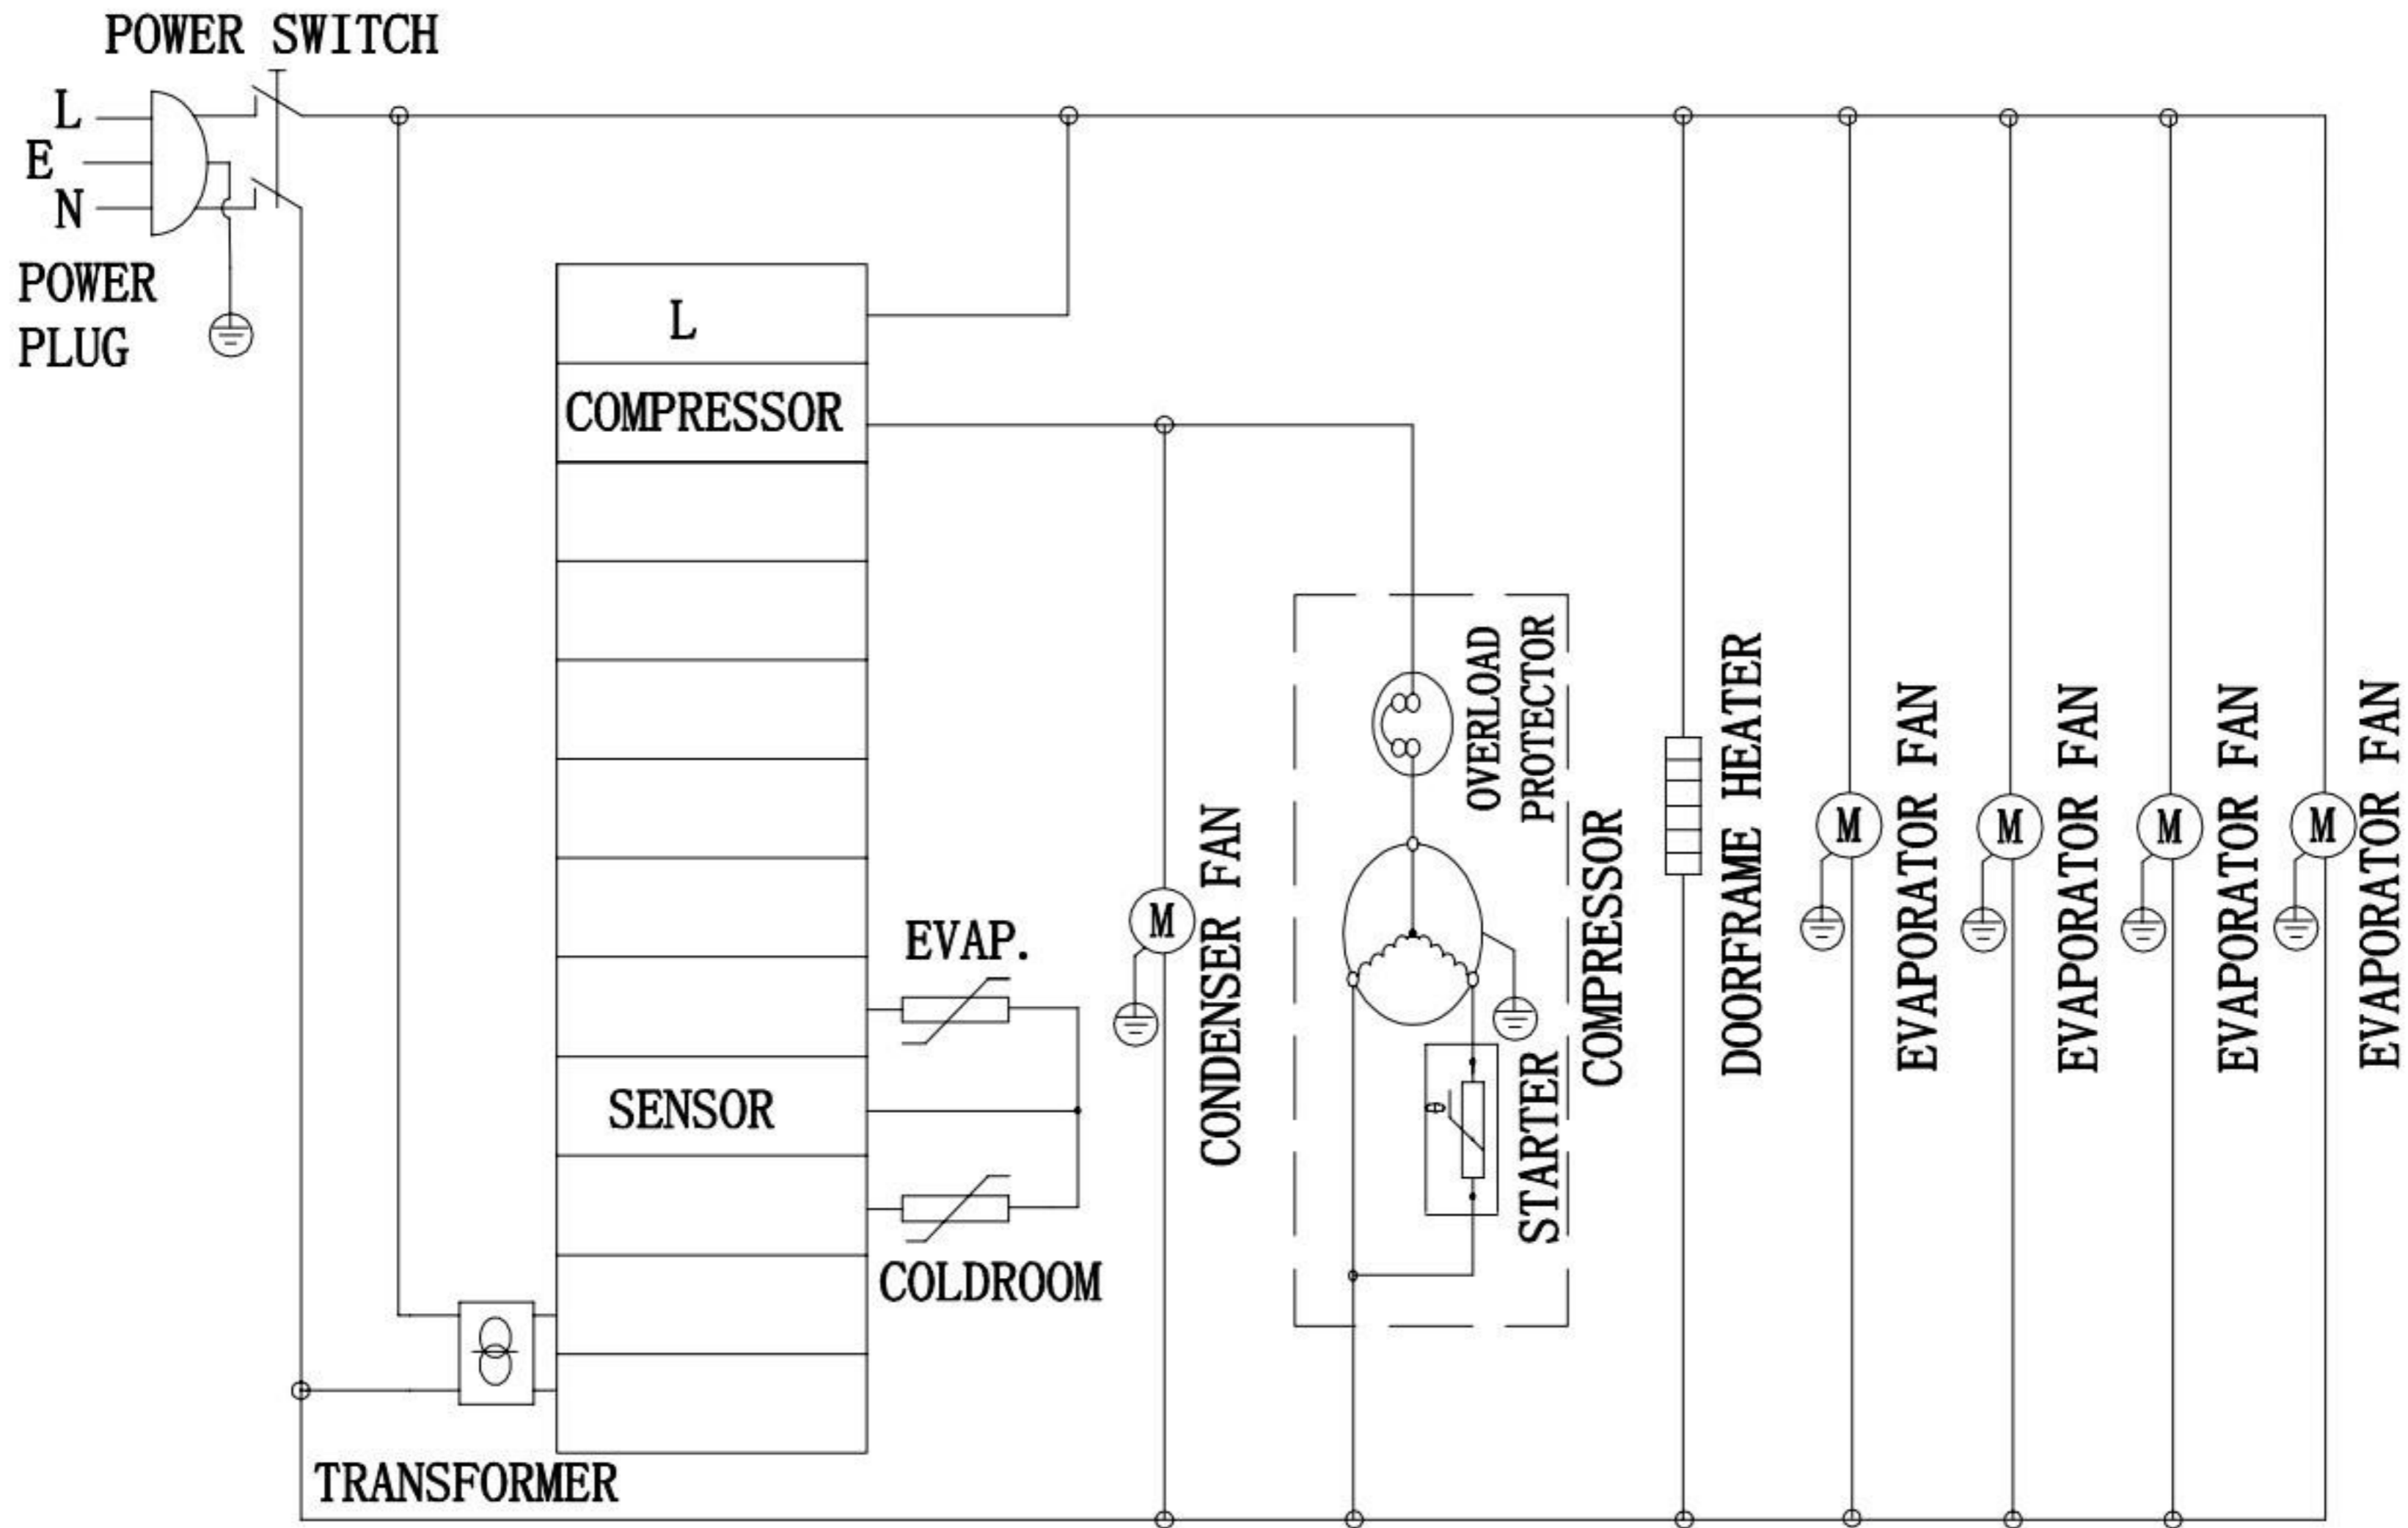 POWER SWITCH
L
E
N
POWER
PLUG
L
COMPRESSOR
EVAP.
SENSOR
COLDROOM
TRANSFORMER
M
CONDENSER FAN
OVERLOAD
PROTECTOR
COMPRESSOR
θ
STARTER
DOORFRAME HEATER
M
EVAPORATOR FAN
M
EVAPORATOR FAN
M
EVAPORATOR FAN
M
EVAPORATOR FAN